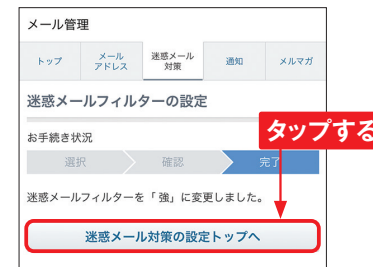 メール管理
トップ
メール
アドレス
迷惑メール
対策
通知
メルマガ
迷惑メールフィルターの設定
お手続き状況
タップする
選択
確認
完了
迷惑メールフィルターを「強」に変更しました。
迷惑メール対策の設定トップへ